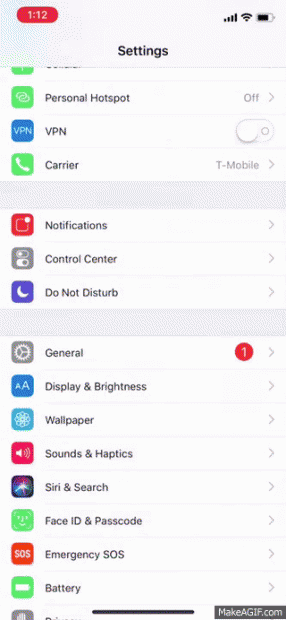 1:12
Settings
Cellular
Personal Hotspot Off
VPN VPN
Carrier T-Mobile
Notifications
Control Center
Do Not Disturb
General 1
AA Display & Brightness
Wallpaper
Sounds & Haptics
Siri & Search
Face ID & Passcode
SOS Emergency SOS
Battery
Privacy
MakeAGIF.com